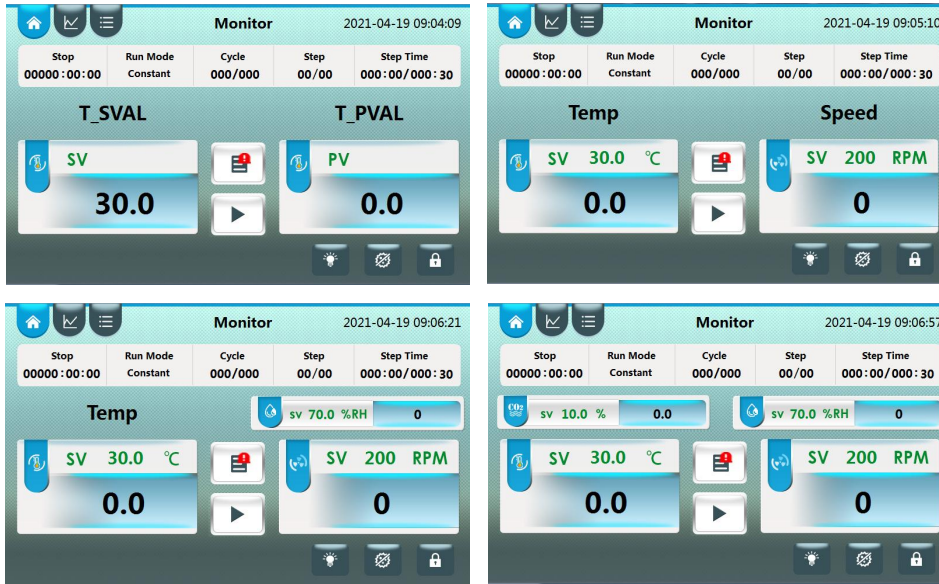 Monitor 2021-04-19 09:04:09
Stop Run Mode Cycle Step Step Time
00000:00:00 Constant 000/000 00/00 000:00/000:30
T_SVAL T_PVAL
SV PV
30.0 0.0
Monitor 2021-04-19 09:05:10
Stop Run Mode Cycle Step Step Time
00000:00:00 Constant 000/000 00/00 000:00/000:30
Temp Speed
SV 30.0 ℃ SV 200 RPM
0.0 0
Monitor 2021-04-19 09:06:21
Stop Run Mode Cycle Step Step Time
00000:00:00 Constant 000/000 00/00 000:00/000:30
Temp SV 70.0 %RH 0
SV 30.0 ℃ SV 200 RPM
0.0 0
Monitor 2021-04-19 09:06:57
Stop Run Mode Cycle Step Step Time
00000:00:00 Constant 000/000 00/00 000:00/000:30
CO2 SV 10.0 % 0.0 SV 70.0 %RH 0
SV 30.0 ℃ SV 200 RPM
0.0 0